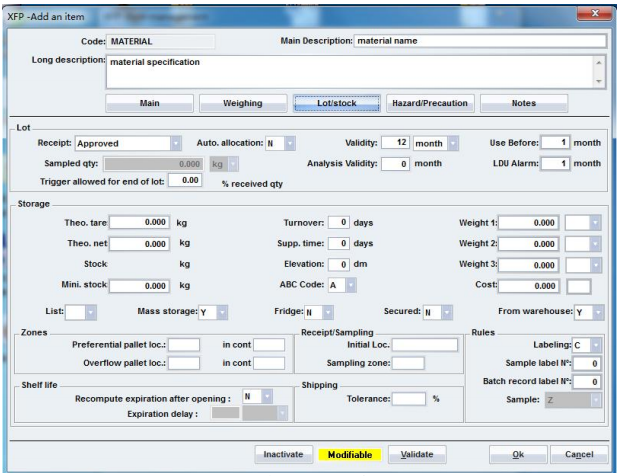 XFP -Add an item
Code: MATERIAL Main Description: material name
Long description: material specification
Main Weighing Lot/stock Hazard/Precaution Notes
Lot
Receipt: Approved Auto. allocation: N Validity: 12 month Use Before: 1 month
Sampled qty: 0.000 kg Analysis Validity: 0 month LDU Alarm: 1 month
Trigger allowed for end of lot: 0.00 % received qty
Storage
Theo. tare 0.000 kg Turnover: 0 days Weight 1: 0.000
Theo. net 0.000 kg Supp. time: 0 days Weight 2: 0.000
Stock kg Elevation: 0 dm Weight 3: 0.000
Mini. stock 0.000 kg ABC Code: A Cost: 0.000
List: Mass storage: Y Fridge: N Secured: N From warehouse: Y
Zones Receipt/Sampling Rules
Preferential pallet loc.: in cont Initial Loc. Labeling: C
Overflow pallet loc.: in cont Sampling zone: Sample label Nº: 0
Batch record label Nº: 0
Shelf life Shipping
Recompute expiration after opening : N Tolerance: % Sample: Z
Expiration delay :
Inactivate Modifiable Validate Ok Cancel